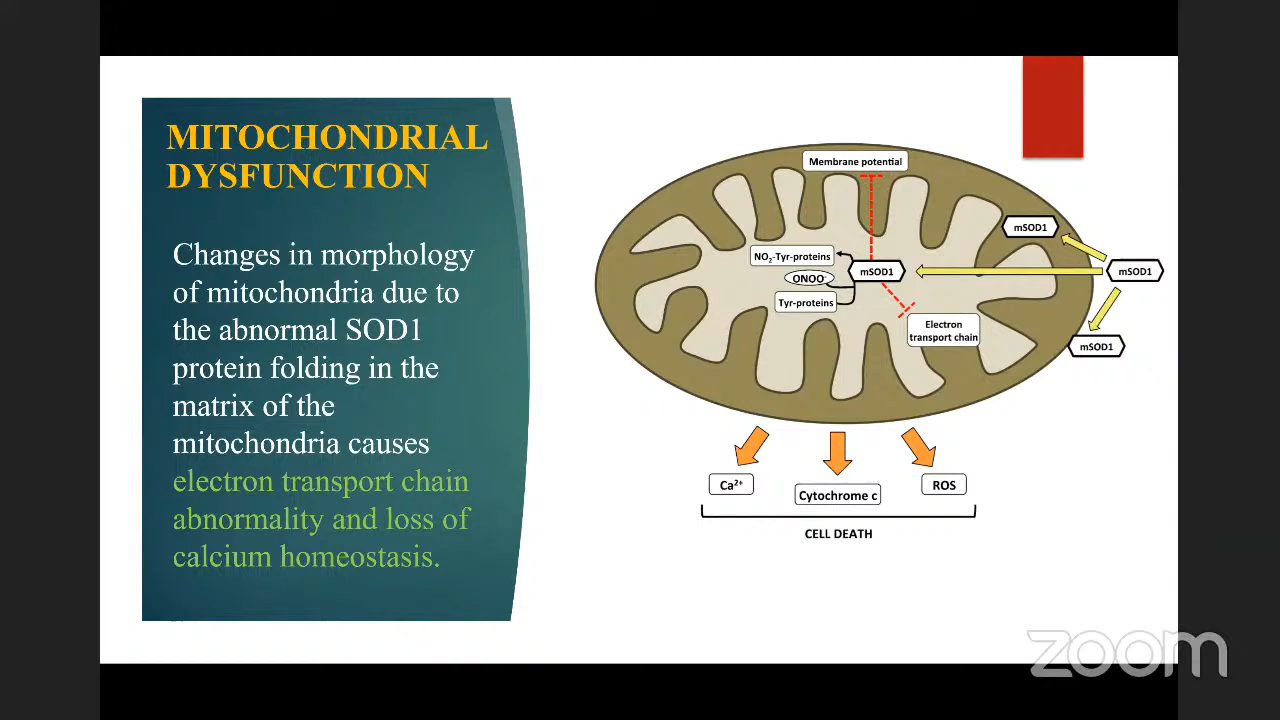 MITOCHONDRIAL
DYSFUNCTION
Changes in morphology
of mitochondria due to
the abnormal SOD1
protein folding in the
matrix of the
mitochondria causes
electron transport chain
abnormality and loss of
calcium homeostasis.
Membrane potential
mSOD1
NO₂-Tyr-proteins
ONOO⁻
Tyr-proteins
mSOD1
mSOD1
Electron
transport chain
mSOD1
Ca²⁺
Cytochrome c
ROS
CELL DEATH
zoom